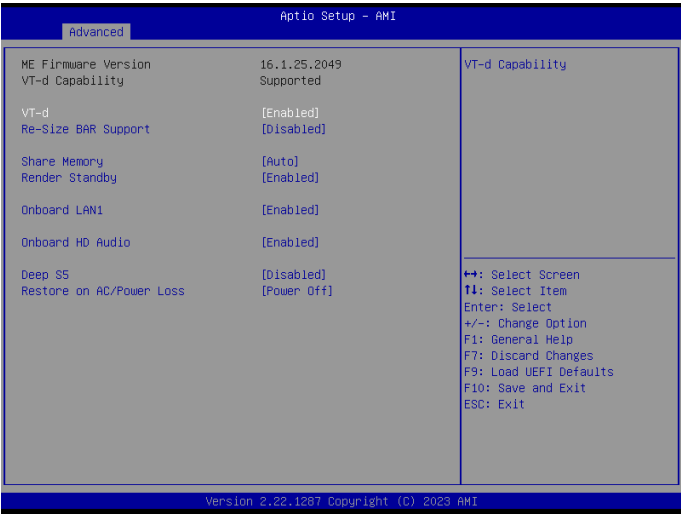 Aptio Setup – AMI
Advanced
ME Firmware Version 16.1.25.2049
VT-d Capability Supported
VT-d [Enabled]
Re-Size BAR Support [Disabled]
Share Memory [Auto]
Render Standby [Enabled]
Onboard LAN1 [Enabled]
Onboard HD Audio [Enabled]
Deep S5 [Disabled]
Restore on AC/Power Loss [Power Off]
VT-d Capability
↔: Select Screen
↑↓: Select Item
Enter: Select
+/-: Change Option
F1: General Help
F7: Discard Changes
F9: Load UEFI Defaults
F10: Save and Exit
ESC: Exit
Version 2.22.1287 Copyright (C) 2023 AMI